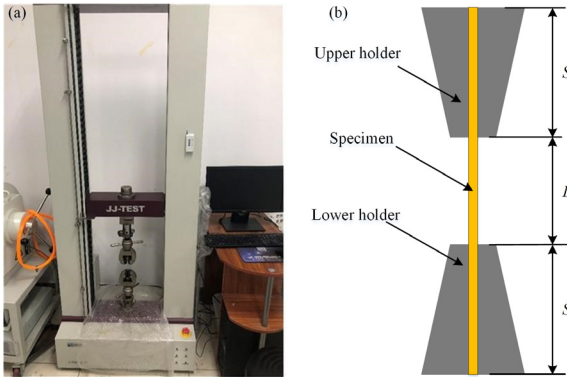 (a)
JJ-TEST
(b)
Upper holder
Specimen
Lower holder
S
S